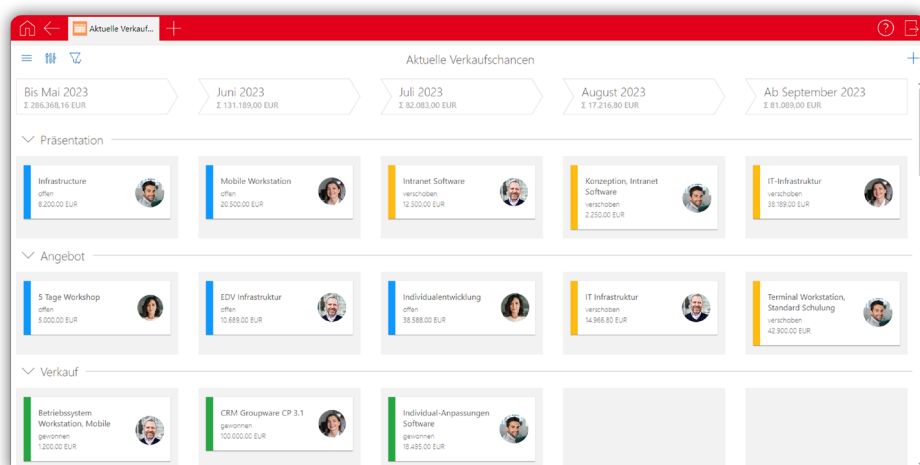 Aktuelle Verkauf...
Aktuelle Verkaufschancen
Bis Mai 2023
Σ 286.368,16 EUR
Juni 2023
Σ 131.189,00 EUR
Juli 2023
Σ 82.083,00 EUR
August 2023
Σ 17.216,80 EUR
Ab September 2023
Σ 81.089,00 EUR
Präsentation
Infrastructure
offen
8.200,00 EUR
Mobile Workstation
offen
20.500,00 EUR
Intranet Software
verschoben
12.500,00 EUR
Konzeption, Intranet
Software
verschoben
2.250,00 EUR
IT-Infrastruktur
verschoben
38.189,00 EUR
Angebot
5 Tage Workshop
offen
5.000,00 EUR
EDV Infrastruktur
offen
10.689,00 EUR
Individualentwicklung
offen
38.588,00 EUR
IT Infrastruktur
verschoben
14.966,80 EUR
Terminal Workstation,
Standard Schulung
verschoben
42.900,00 EUR
Verkauf
Betriebssystem
Workstation, Mobile
gewonnen
1.200,00 EUR
CRM Groupware CP 3.1
gewonnen
100.000,00 EUR
Individual-Anpassungen
Software
gewonnen
18.495,00 EUR